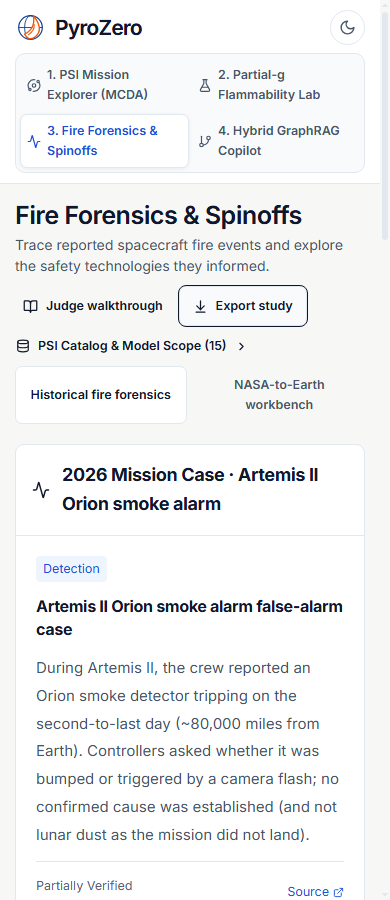 PyroZero
1. PSI Mission
Explorer (MCDA)
2. Partial-g
Flammability Lab
3. Fire Forensics &
Spinoffs
4. Hybrid GraphRAG
Copilot
Fire Forensics & Spinoffs
Trace reported spacecraft fire events and explore
the safety technologies they informed.
Judge walkthrough
Export study
PSI Catalog & Model Scope (15)
Historical fire forensics
NASA-to-Earth
workbench
2026 Mission Case · Artemis II
Orion smoke alarm
Detection
Artemis II Orion smoke alarm false-alarm
case
During Artemis II, the crew reported an
Orion smoke detector tripping on the
second-to-last day (~80,000 miles from
Earth). Controllers asked whether it was
bumped or triggered by a camera flash; no
confirmed cause was established (and not
lunar dust as the mission did not land).
Partially Verified
Source